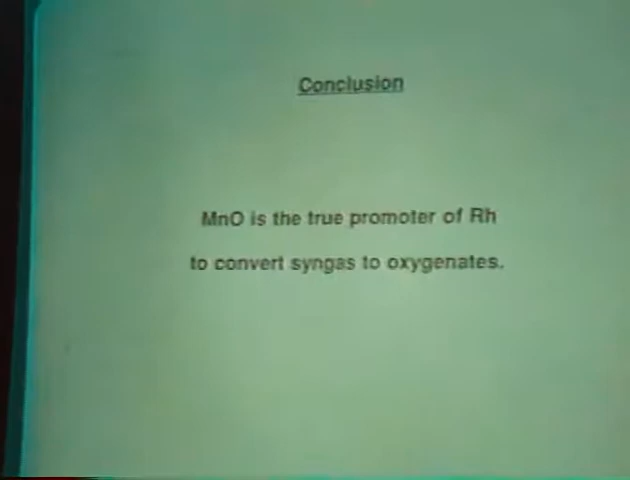 Conclusion
MnO is the true promoter of Rh
to convert syngas to oxygenates.